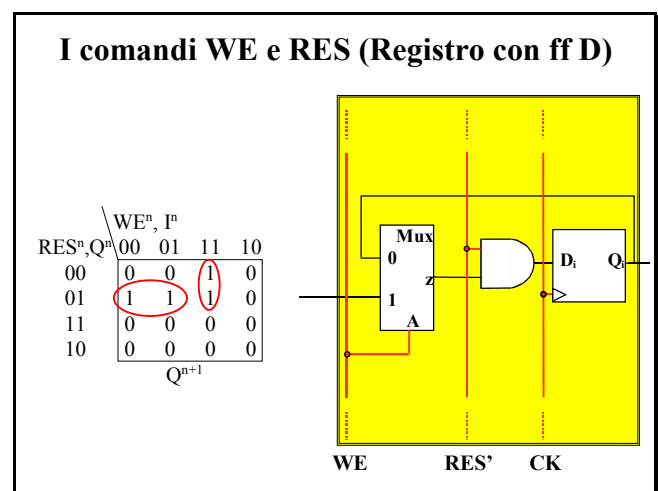 I comandi WE e RES (Registro con ff D)
WEⁿ, Iⁿ
RESⁿ,Qⁿ 00 01 11 10
00 0 0 1 0
01 1 1 1 0
11 0 0 0 0
10 0 0 0 0
Qⁿ⁺¹
Mux
0
z
1
A
Dᵢ Qᵢ
WE RES’ CK